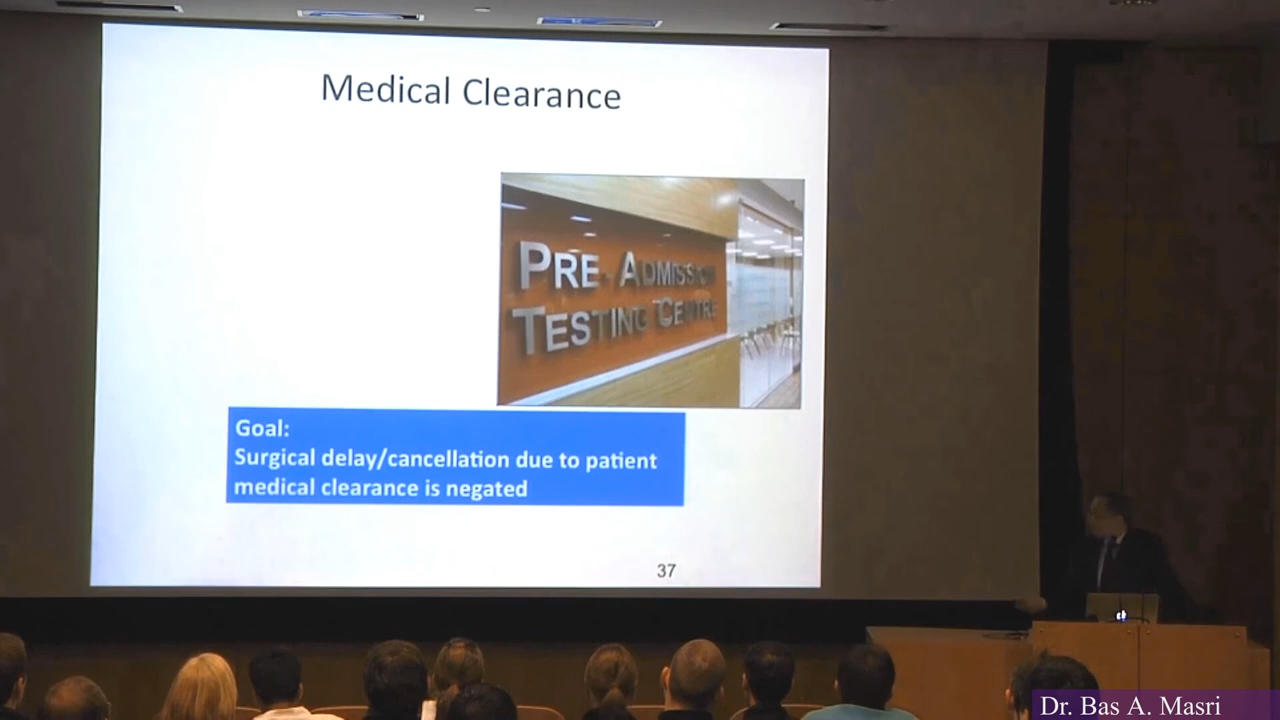 Medical Clearance
PRE-ADMISSION
TESTING CENTRE
Goal:
Surgical delay/cancellation due to patient
medical clearance is negated
37
Dr. Bas A. Masri